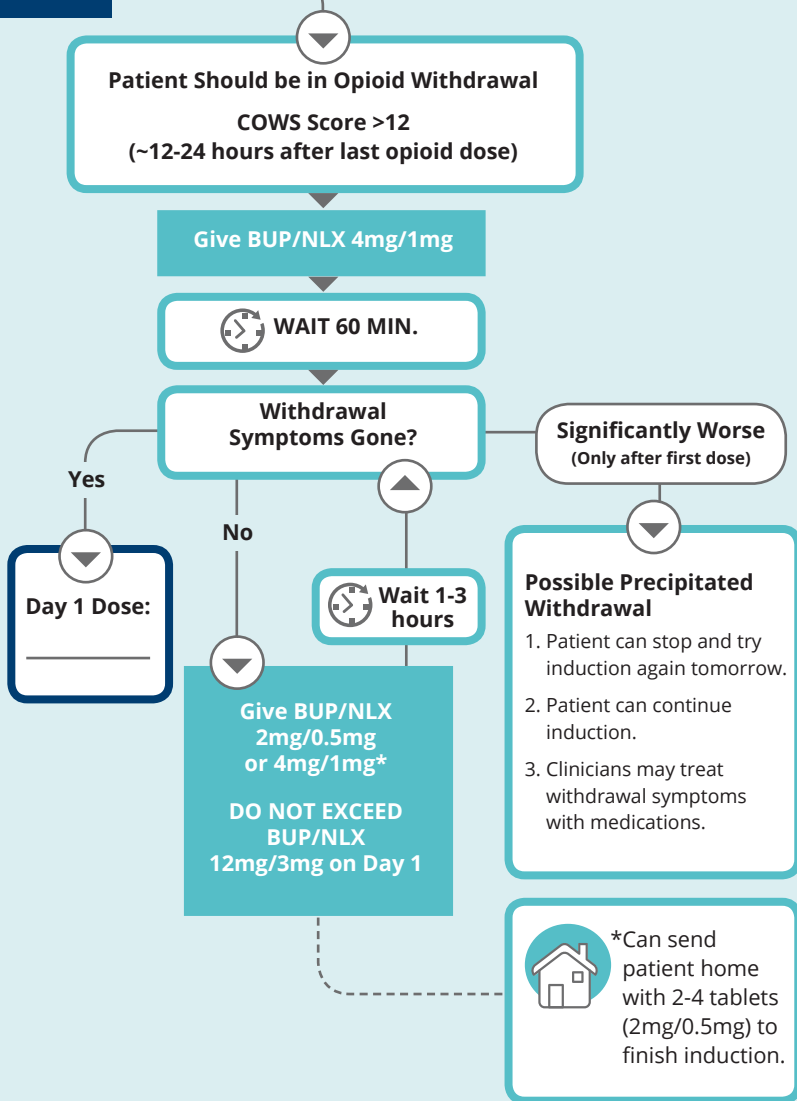 Patient Should be in Opioid Withdrawal
COWS Score >12
(~12-24 hours after last opioid dose)
Give BUP/NLX 4mg/1mg
WAIT 60 MIN.
Withdrawal
Symptoms Gone?
Significantly Worse
(Only after first dose)
Yes
No
Day 1 Dose:
Wait 1-3
hours
Give BUP/NLX
2mg/0.5mg
or 4mg/1mg*
DO NOT EXCEED
BUP/NLX
12mg/3mg on Day 1
Possible Precipitated
Withdrawal
1. Patient can stop and try
induction again tomorrow.
2. Patient can continue
induction.
3. Clinicians may treat
withdrawal symptoms
with medications.
*Can send
patient home
with 2-4 tablets
(2mg/0.5mg) to
finish induction.